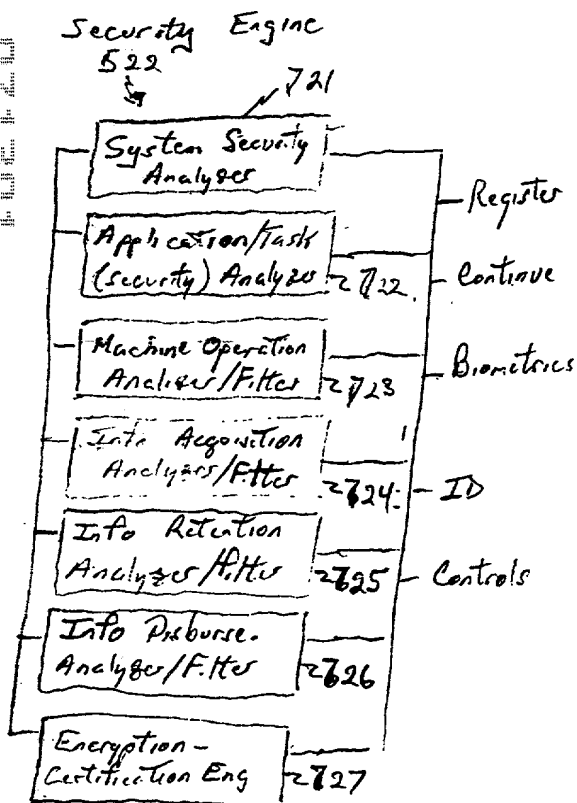 Security Engine
522
721
System Security
Analyzer
Register
Application/Task
(security) Analyzer
722
Continue
Machine Operation
Analizer/Filter
723
Biometrics
Info Acquisition
Analyzers/Filter
724
ID
Info Retention
Analyzer/Filter
725
Controls
Info Disburse.
Analyzer/Filter
726
Encryption-
Certification Eng
727